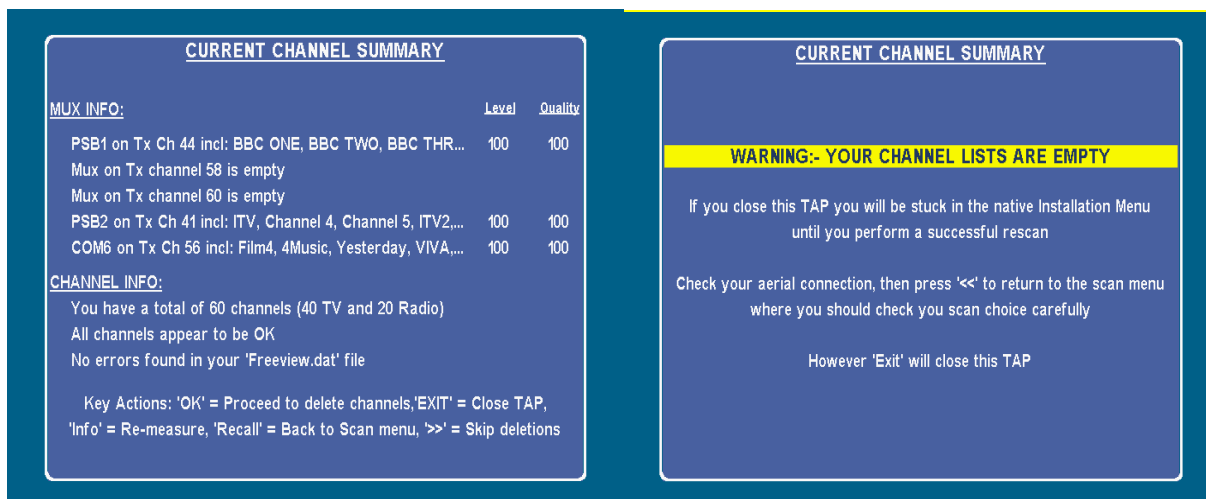 CURRENT CHANNEL SUMMARY
MUX INFO: Level Quality
PSB1 on Tx Ch 44 incl: BBC ONE, BBC TWO, BBC THR... 100 100
Mux on Tx channel 58 is empty
Mux on Tx channel 60 is empty
PSB2 on Tx Ch 41 incl: ITV, Channel 4, Channel 5, ITV2,... 100 100
COM6 on Tx Ch 56 incl: Film4, 4Music, Yesterday, VIVA,... 100 100
CHANNEL INFO:
You have a total of 60 channels (40 TV and 20 Radio)
All channels appear to be OK
No errors found in your 'Freeview.dat' file
Key Actions: 'OK' = Proceed to delete channels,'EXIT' = Close TAP,
'Info' = Re-measure, 'Recall' = Back to Scan menu, '>>' = Skip deletions
CURRENT CHANNEL SUMMARY
WARNING:- YOUR CHANNEL LISTS ARE EMPTY
If you close this TAP you will be stuck in the native Installation Menu
until you perform a successful rescan
Check your aerial connection, then press '<<' to return to the scan menu
where you should check you scan choice carefully
However 'Exit' will close this TAP